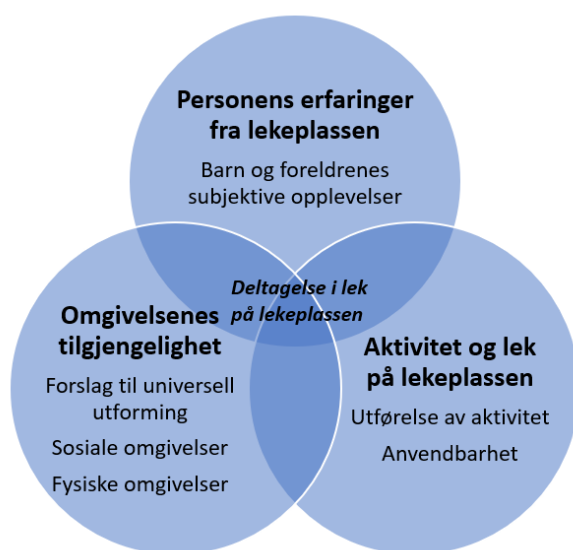 Personens erfaringer
fra lekeplassen
Barn og foreldrenes
subjektive opplevelser
Deltagelse i lek
på lekeplassen
Omgivelsenes
tilgjengelighet
Forslag til universell
utforming
Sosiale omgivelser
Fysiske omgivelser
Aktivitet og lek
på lekeplassen
Utførelse av aktivitet
Anvendbarhet